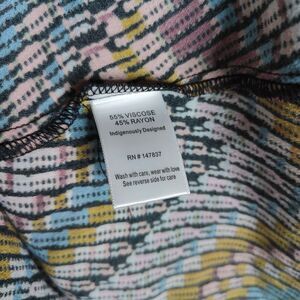 55% VISCOSE
45% RAYON
Indigenously Designed
RN # 147837
Wash with care, wear with love
See reverse side for care